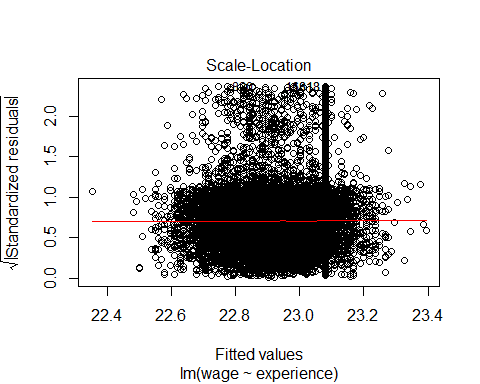 Scale-Location
√|Standardized residuals|
2.0
1.5
1.0
0.5
0.0
22.4 22.6 22.8 23.0 23.2 23.4
Fitted values
lm(wage ~ experience)